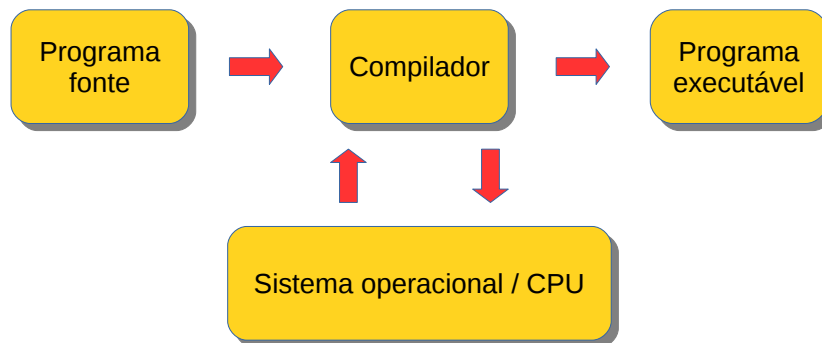 Programa
fonte
Compilador
Programa
executável
Sistema operacional / CPU